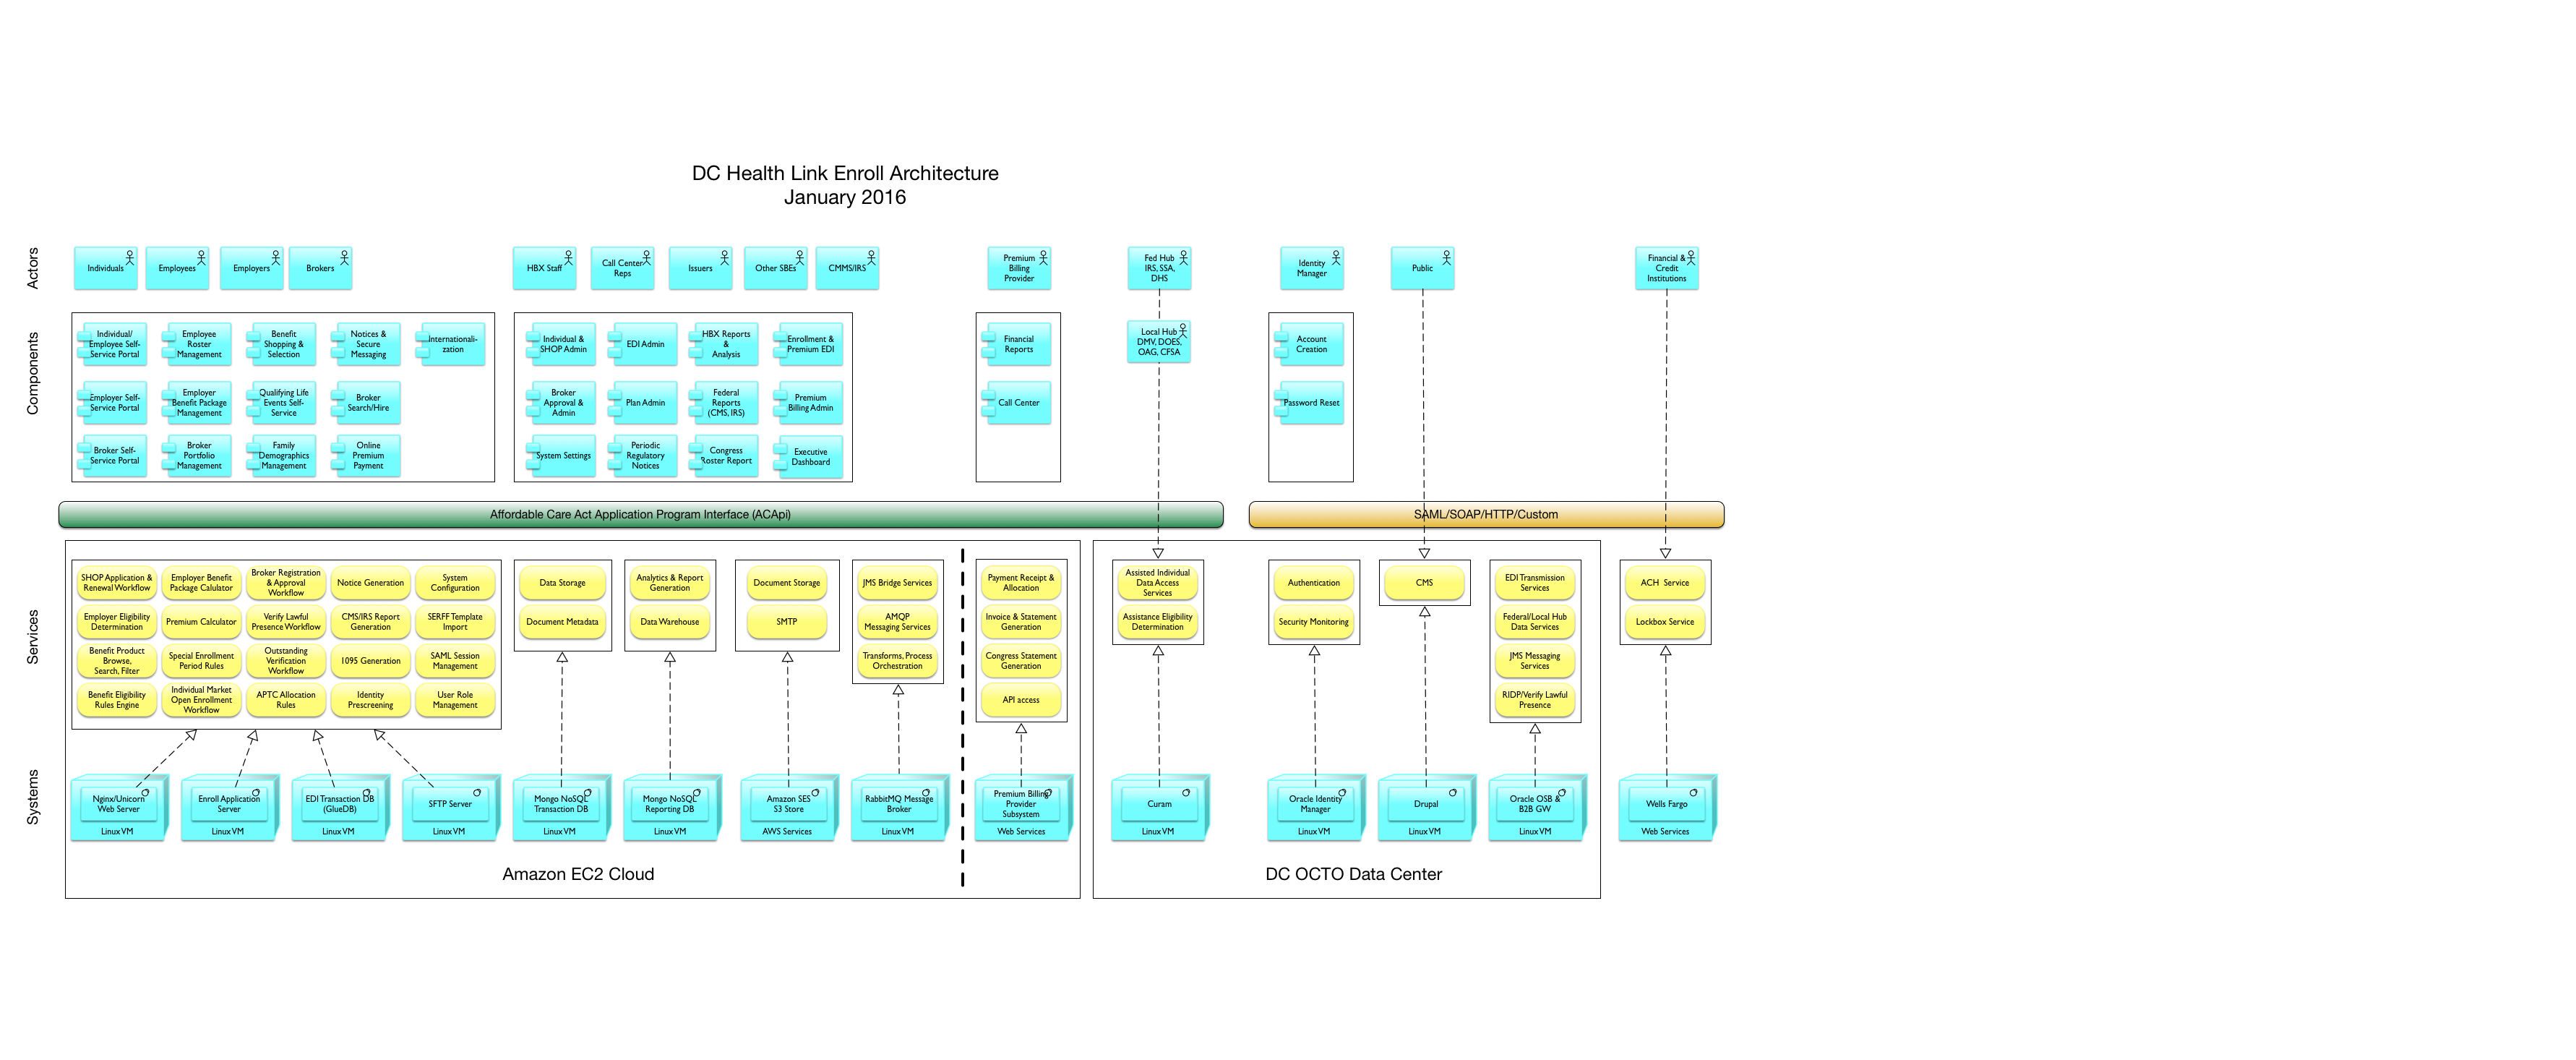 DC Health Link Enroll Architecture
January 2016
Actors
Individuals
Employees
Employers
Brokers
HBX Staff
Call Center
Reps
Issuers
Other SBEs
CMMS/IRS
Premium
Billing
Provider
Fed Hub
IRS, SSA,
DHS
Identity
Manager
Public
Financial &
Credit
Institutions
Components
Individual/
Employee Self-
Service Portal
Employee
Roster
Management
Benefit
Shopping &
Selection
Notices &
Secure
Messaging
Internationali-
zation
Employer Self-
Service Portal
Employer
Benefit Package
Management
Qualifying Life
Events Self-
Service
Broker
Search/Hire
Broker Self-
Service Portal
Broker
Portfolio
Management
Family
Demographics
Management
Online
Premium
Payment
Individual &
SHOP Admin
EDI Admin
HBX Reports
&
Analysis
Enrollment &
Premium EDI
Broker
Approval &
Admin
Plan Admin
Federal
Reports
(CMS, IRS)
Premium
Billing Admin
System Settings
Periodic
Regulatory
Notices
Congress
Roster Report
Executive
Dashboard
Financial
Reports
Call Center
Local Hub
DMV, DOES,
OAG, CFSA
Account
Creation
Password Reset
Affordable Care Act Application Program Interface (ACApi)
SAML/SOAP/HTTP/Custom
Services
SHOP Application &
Renewal Workflow
Employer Benefit
Package Calulator
Broker Registration
& Approval
Workflow
Notice Generation
System
Configuration
Employer Eligibility
Determination
Premium Calculator
Verify Lawful
Presence Workflow
CMS/IRS Report
Generation
SERFF Template
Import
Benefit Product
Browse,
Search, Filter
Special Enrollment
Period Rules
Outstanding
Verification
Workflow
1095 Generation
SAML Session
Management
Benefit Eligibility
Rules Engine
Individual Market
Open Enrollment
Workflow
APTC Allocation
Rules
Identity
Prescreening
User Role
Management
Data Storage
Document Metadata
Analytics & Report
Generation
Data Warehouse
Document Storage
SMTP
JMS Bridge Services
AMQP
Messaging Services
Transforms, Process
Orchestration
Payment Receipt &
Allocation
Invoice & Statement
Generation
Congress Statement
Generation
API access
Assisted Individual
Data Access
Services
Assistance Eligibility
Determination
Authentication
Security Monitoring
CMS
EDI Transmission
Services
Federal/Local Hub
Data Services
JMS Messaging
Services
RIDP/Verify Lawful
Presence
ACH Service
Lockbox Service
Systems
Nginx/Unicorn
Web Server
Linux VM
Enroll Application
Server
Linux VM
EDI Transaction DB
(GlueDB)
Linux VM
SFTP Server
Linux VM
Mongo NoSQL
Transaction DB
Linux VM
Mongo NoSQL
Reporting DB
Linux VM
Amazon SES
S3 Store
AWS Services
RabbitMQ Message
Broker
Linux VM
Premium Billing
Provider
Subsystem
Web Services
Curam
Linux VM
Oracle Identity
Manager
Linux VM
Drupal
Linux VM
Oracle OSB &
B2B GW
Linux VM
Wells Fargo
Web Services
Amazon EC2 Cloud
DC OCTO Data Center